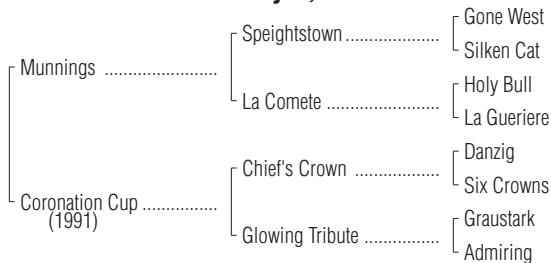 Gone West
Speightstown ....................
Silken Cat
Munnings ........................
Holy Bull
La Comete ........................
La Gueriere
Danzig
Chief's Crown ..................
Six Crowns
Coronation Cup ................
(1991)
Graustark
Glowing Tribute ................
Admiring